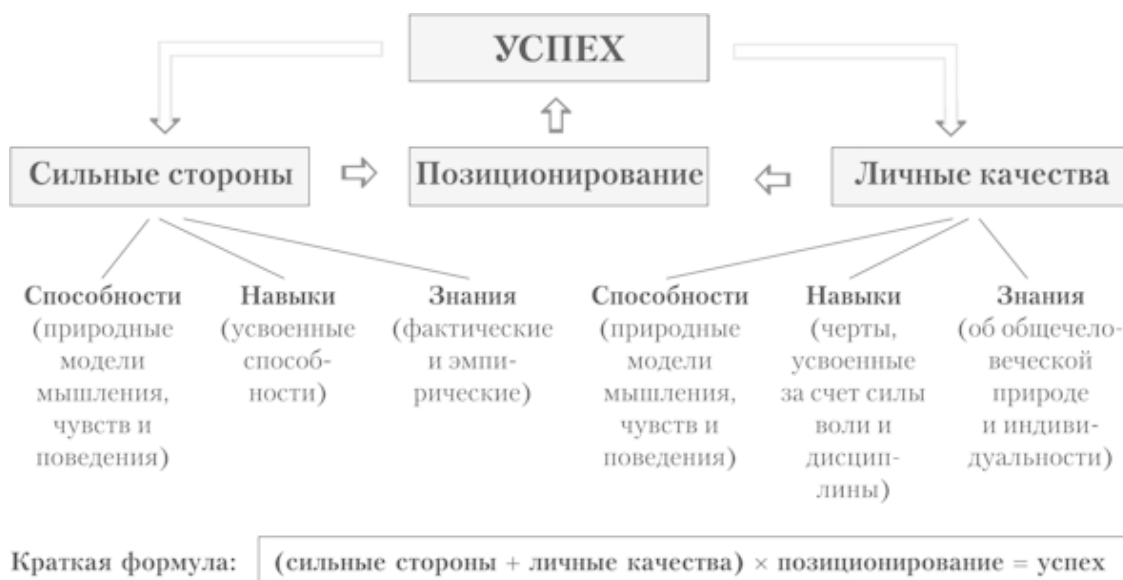 УСПЕХ
Сильные стороны
Позиционирование
Личные качества
Способности
(природные
модели
мышления,
чувств и
поведения)
Навыки
(усвоенные
способ-
ности)
Знания
(фактические
и эмпи-
рические)
Способности
(природные
модели
мышления,
чувств и
поведения)
Навыки
(черты,
усвоенные
за счет силы
воли и
дисцип-
лины)
Знания
(об общечело-
веческой
природе
и индиви-
дуальности)
Краткая формула: (сильные стороны + личные качества) × позиционирование = успех